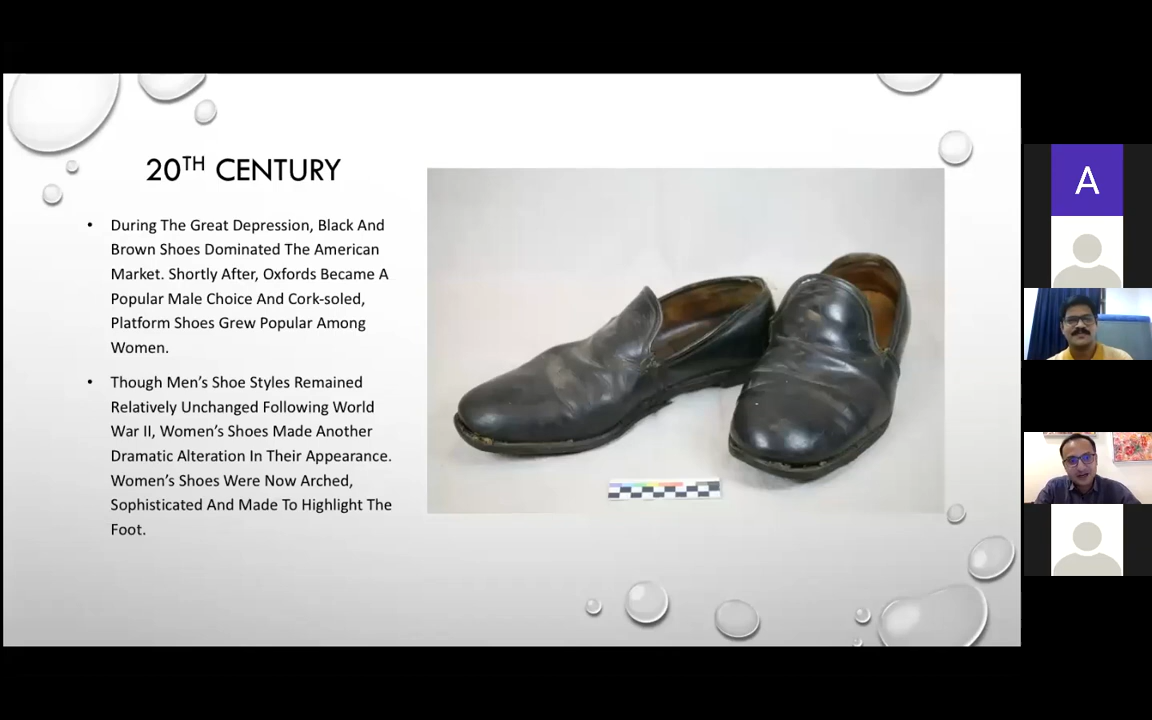 20TH CENTURY
• During The Great Depression, Black And
Brown Shoes Dominated The American
Market. Shortly After, Oxfords Became A
Popular Male Choice And Cork-soled,
Platform Shoes Grew Popular Among
Women.
• Though Men's Shoe Styles Remained
Relatively Unchanged Following World
War II, Women's Shoes Made Another
Dramatic Alteration In Their Appearance.
Women's Shoes Were Now Arched,
Sophisticated And Made To Highlight The
Foot.
A